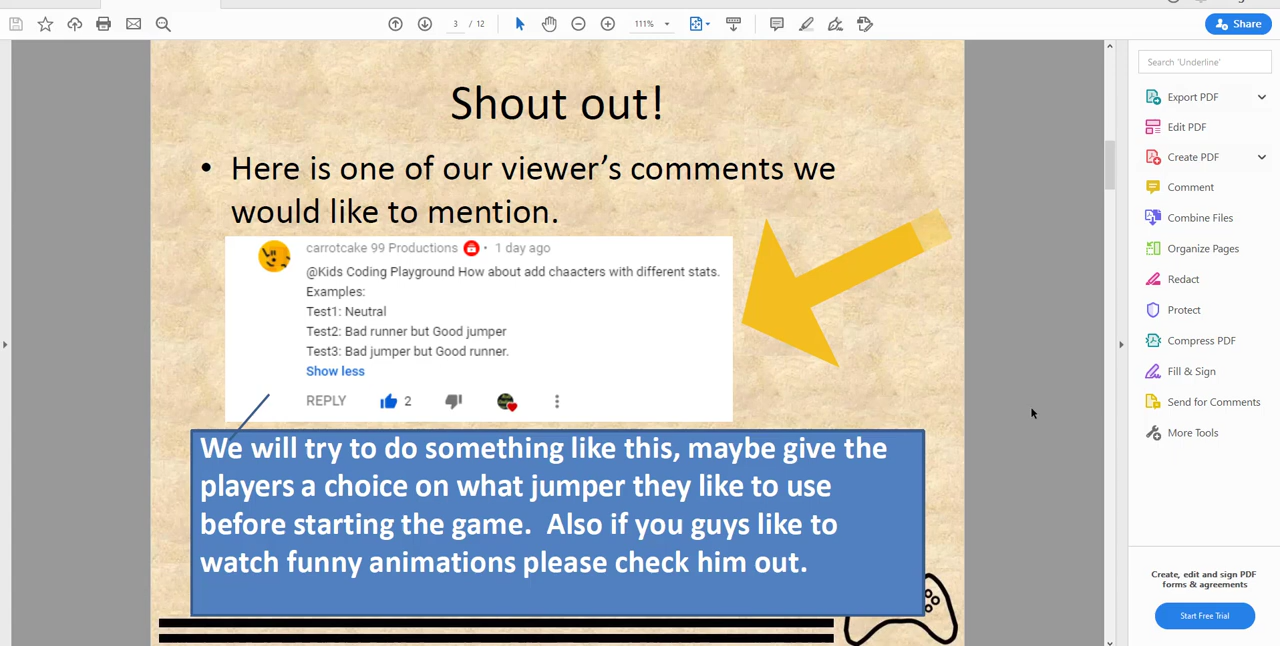 3 / 12
111%
Share
Search 'Underline'
Export PDF
Edit PDF
Create PDF
Comment
Combine Files
Organize Pages
Redact
Protect
Compress PDF
Fill & Sign
Send for Comments
More Tools
Create, edit and sign PDF
forms & agreements
Start Free Trial
Shout out!
• Here is one of our viewer's comments we
would like to mention.
carrotcake 99 Productions • 1 day ago
@Kids Coding Playground How about add chaacters with different stats.
Examples:
Test1: Neutral
Test2: Bad runner but Good jumper
Test3: Bad jumper but Good runner.
Show less
REPLY 2
We will try to do something like this, maybe give the
players a choice on what jumper they like to use
before starting the game. Also if you guys like to
watch funny animations please check him out.